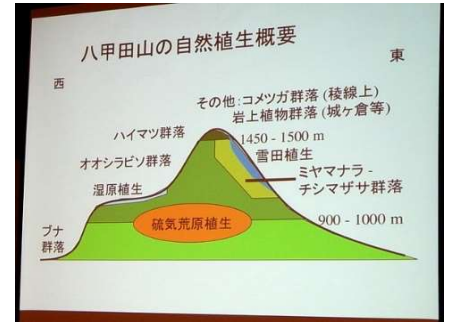 八甲田山の自然植生概要
西
東
その他:コメツガ群落 (稜線上)
岩上植物群落 (城ヶ倉等)
ハイマツ群落
1450 - 1500 m
雪田植生
オオシラビソ群落
ミヤマナラ -
チシマザサ群落
湿原植生
900 - 1000 m
硫気荒原植生
ブナ
群落